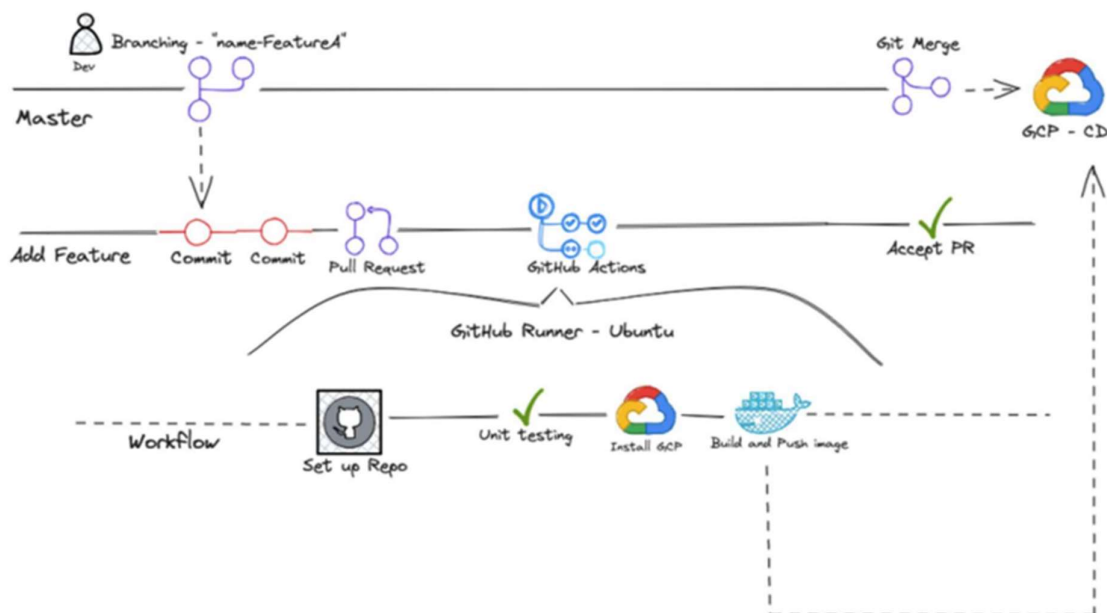 Branching - "name-FeatureA"
Dev
Git Merge
Master
GCP - CD
Add Feature
Commit
Commit
Pull Request
GitHub Actions
Accept PR
GitHub Runner - Ubuntu
Workflow
Set up Repo
Unit testing
Install GCP
Build and Push image